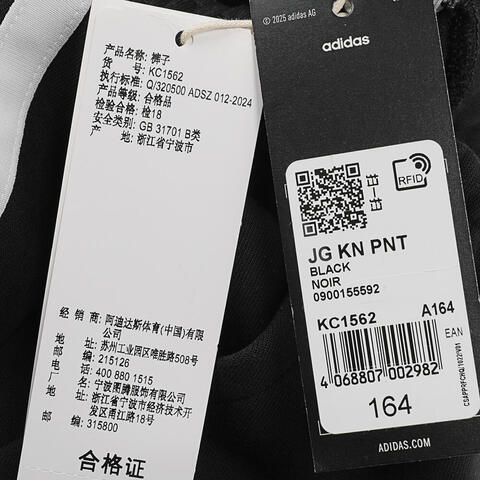 产品名称: 裤子
货 号: KC1562
执行标准: Q/320500 ADSZ 012-2024
产品等级: 合格品
检验合格: 检18
安全类别: GB 31701 B类
产 地: 浙江省宁波市
经 销 商: 阿迪达斯体育(中国)有限
公司
地 址: 苏州工业园区唯胜路508号
邮 编: 215126
电 话: 400 880 1515
厂 名: 宁波图腾服饰有限公司
地 址: 浙江省宁波市经济技术开
发区甬江路18号
邮 编: 315800
合格证
© 2025 adidas AG
adidas
RFID
JG KN PNT
BLACK
NOIR
0900155592
KC1562 A164
EAN
4 068807 002982
164
ADIDAS.COM